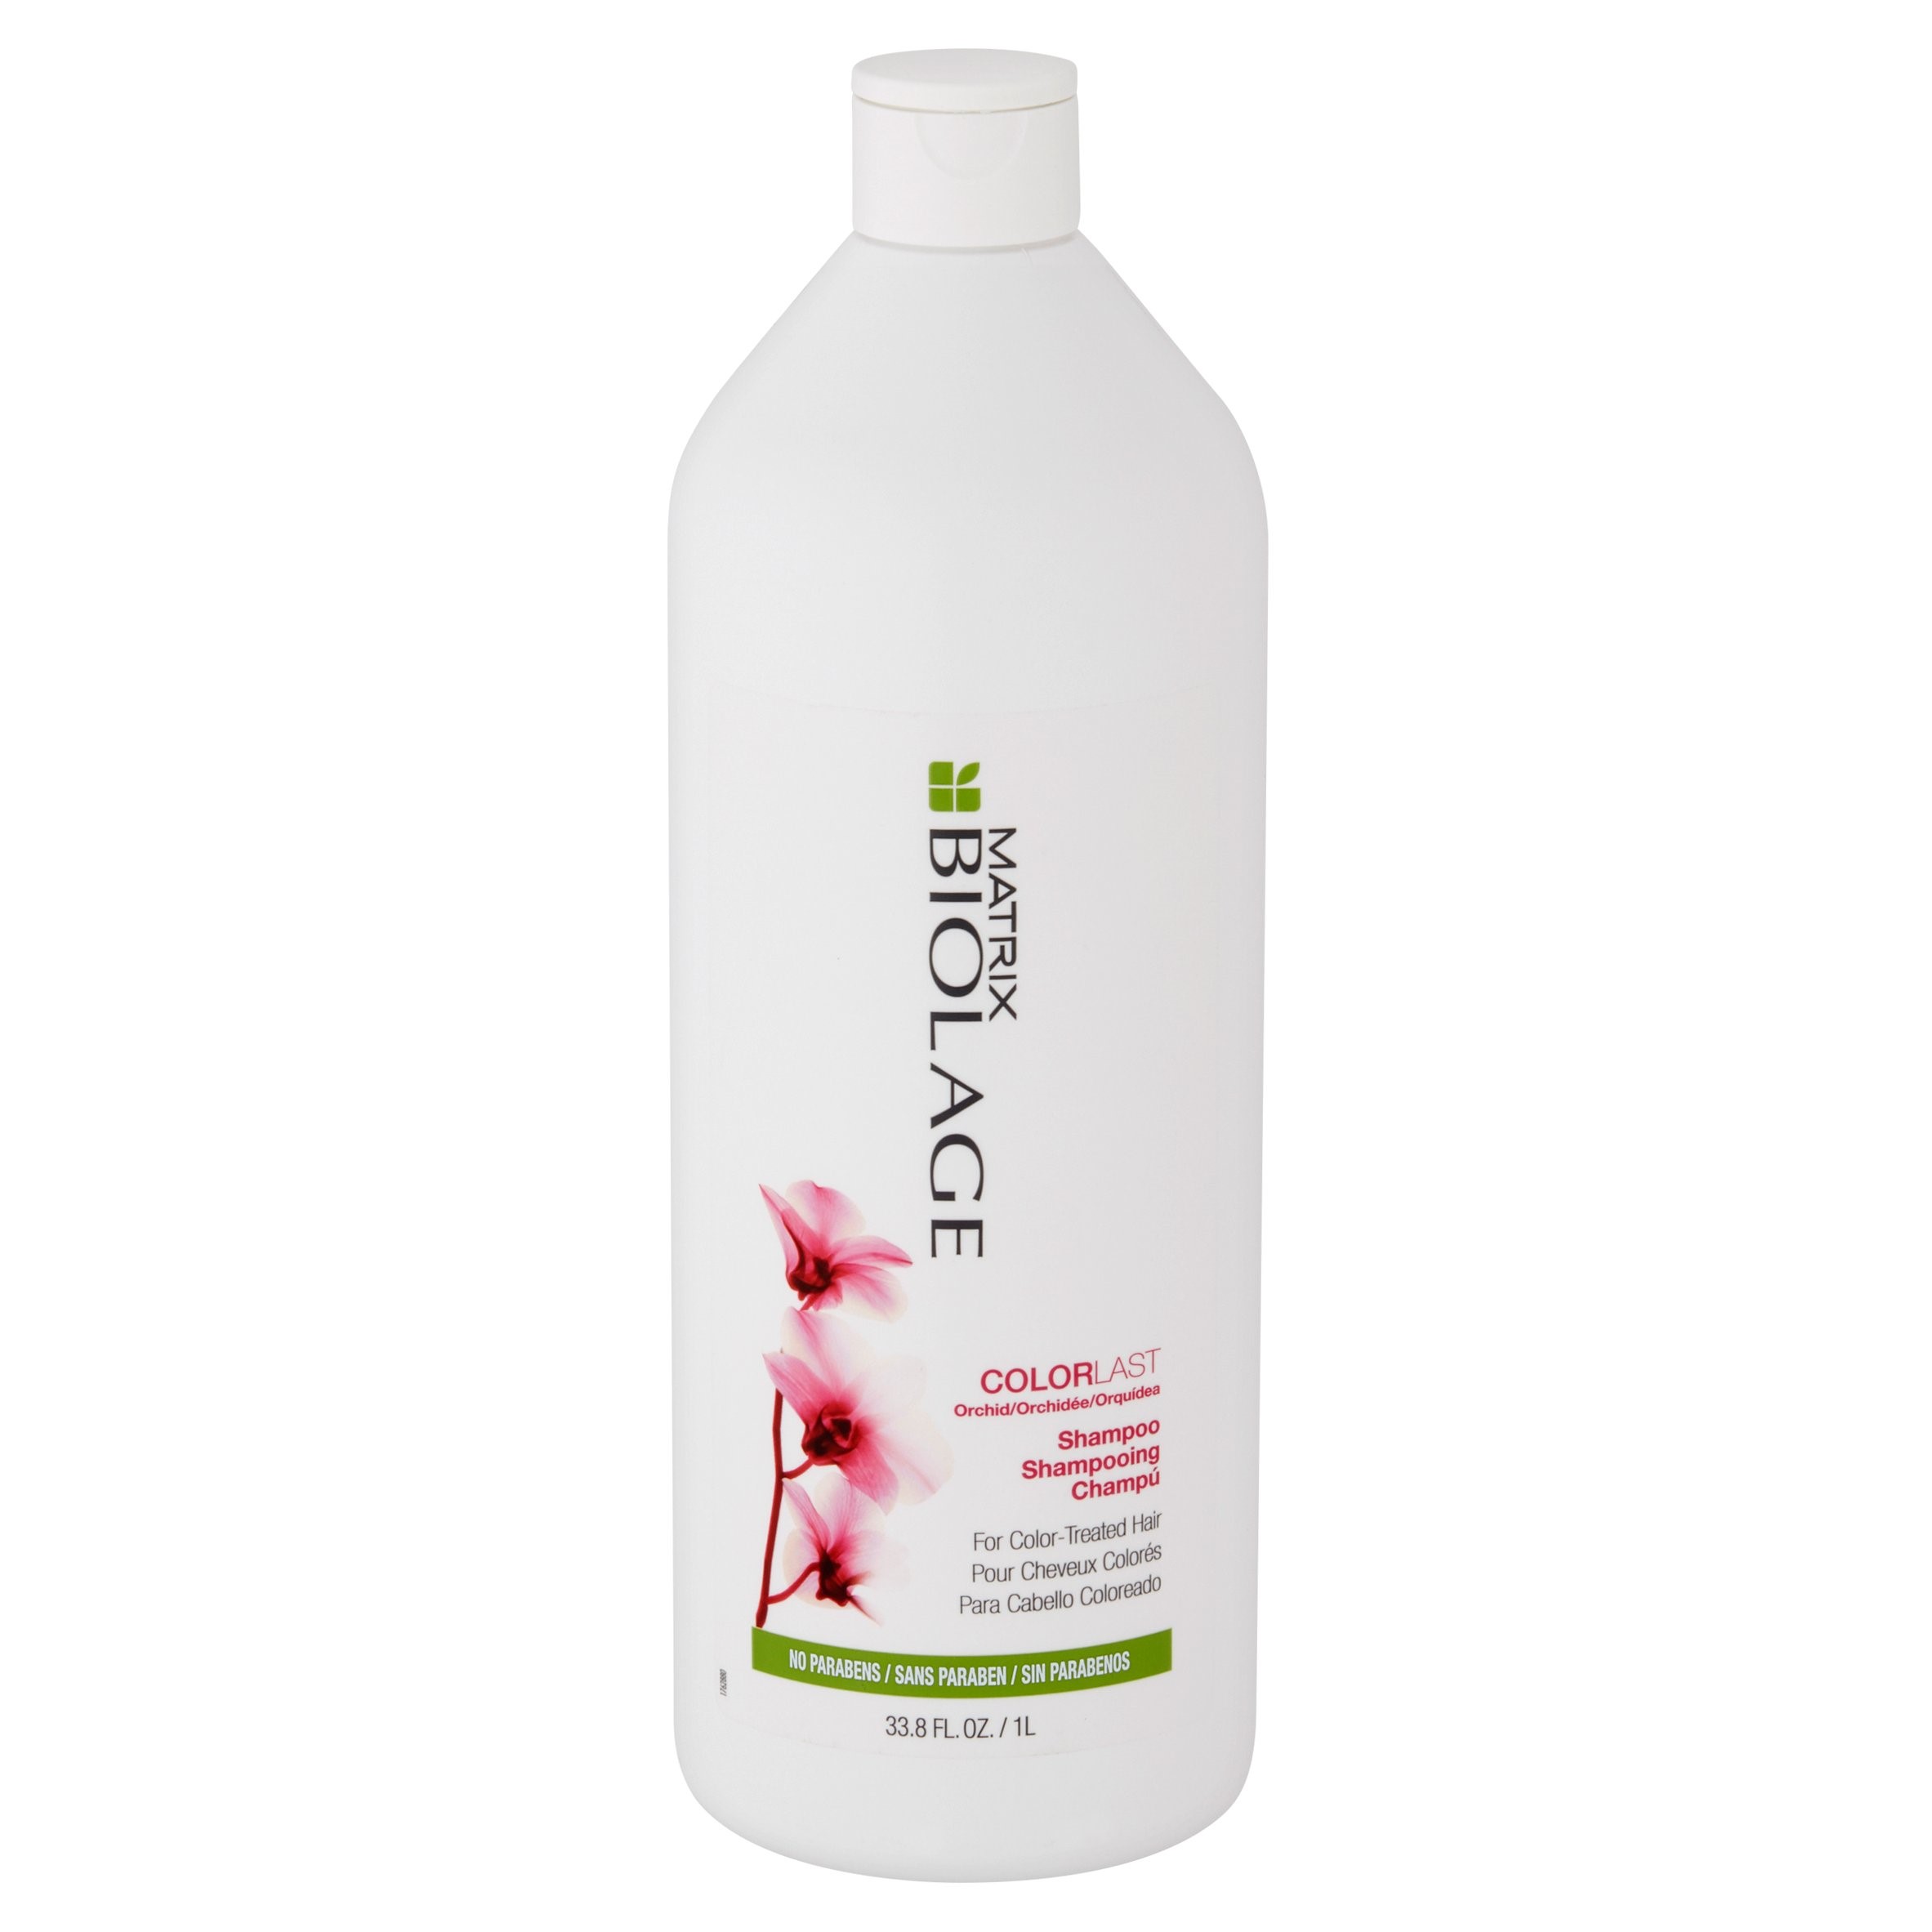 MATRIX
BIOLAGE
COLORLAST
Orchid/Orchidée/Orquídea
Shampoo
Shampooing
Champú
For Color-Treated Hair
Pour Cheveux Colorés
Para Cabello Coloreado
NO PARABENS / SANS PARABEN / SIN PARABENOS
33.8 FL. OZ. / 1L